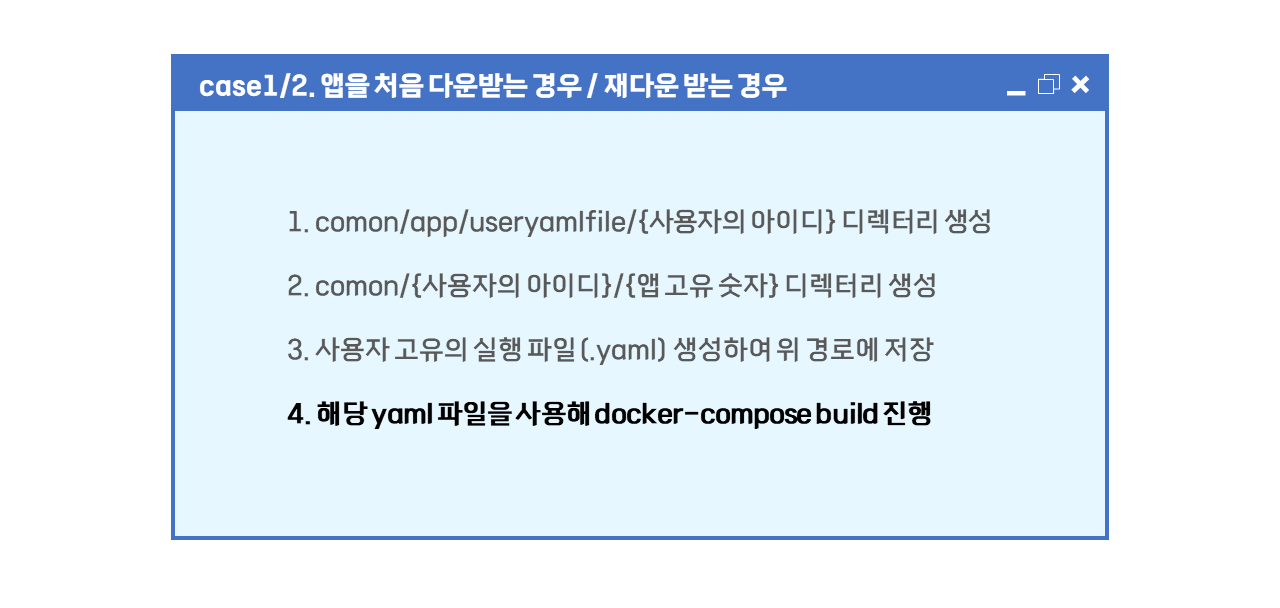 case1/2. 앱을 처음 다운받는 경우 / 재다운 받는 경우
1. comon/app/useryamlfile/{사용자의 아이디} 디렉터리 생성
2. comon/{사용자의 아이디}/{앱 고유 숫자} 디렉터리 생성
3. 사용자 고유의 실행 파일 (.yaml) 생성하여 위 경로에 저장
4. 해당 yaml 파일을 사용해 docker-compose build 진행